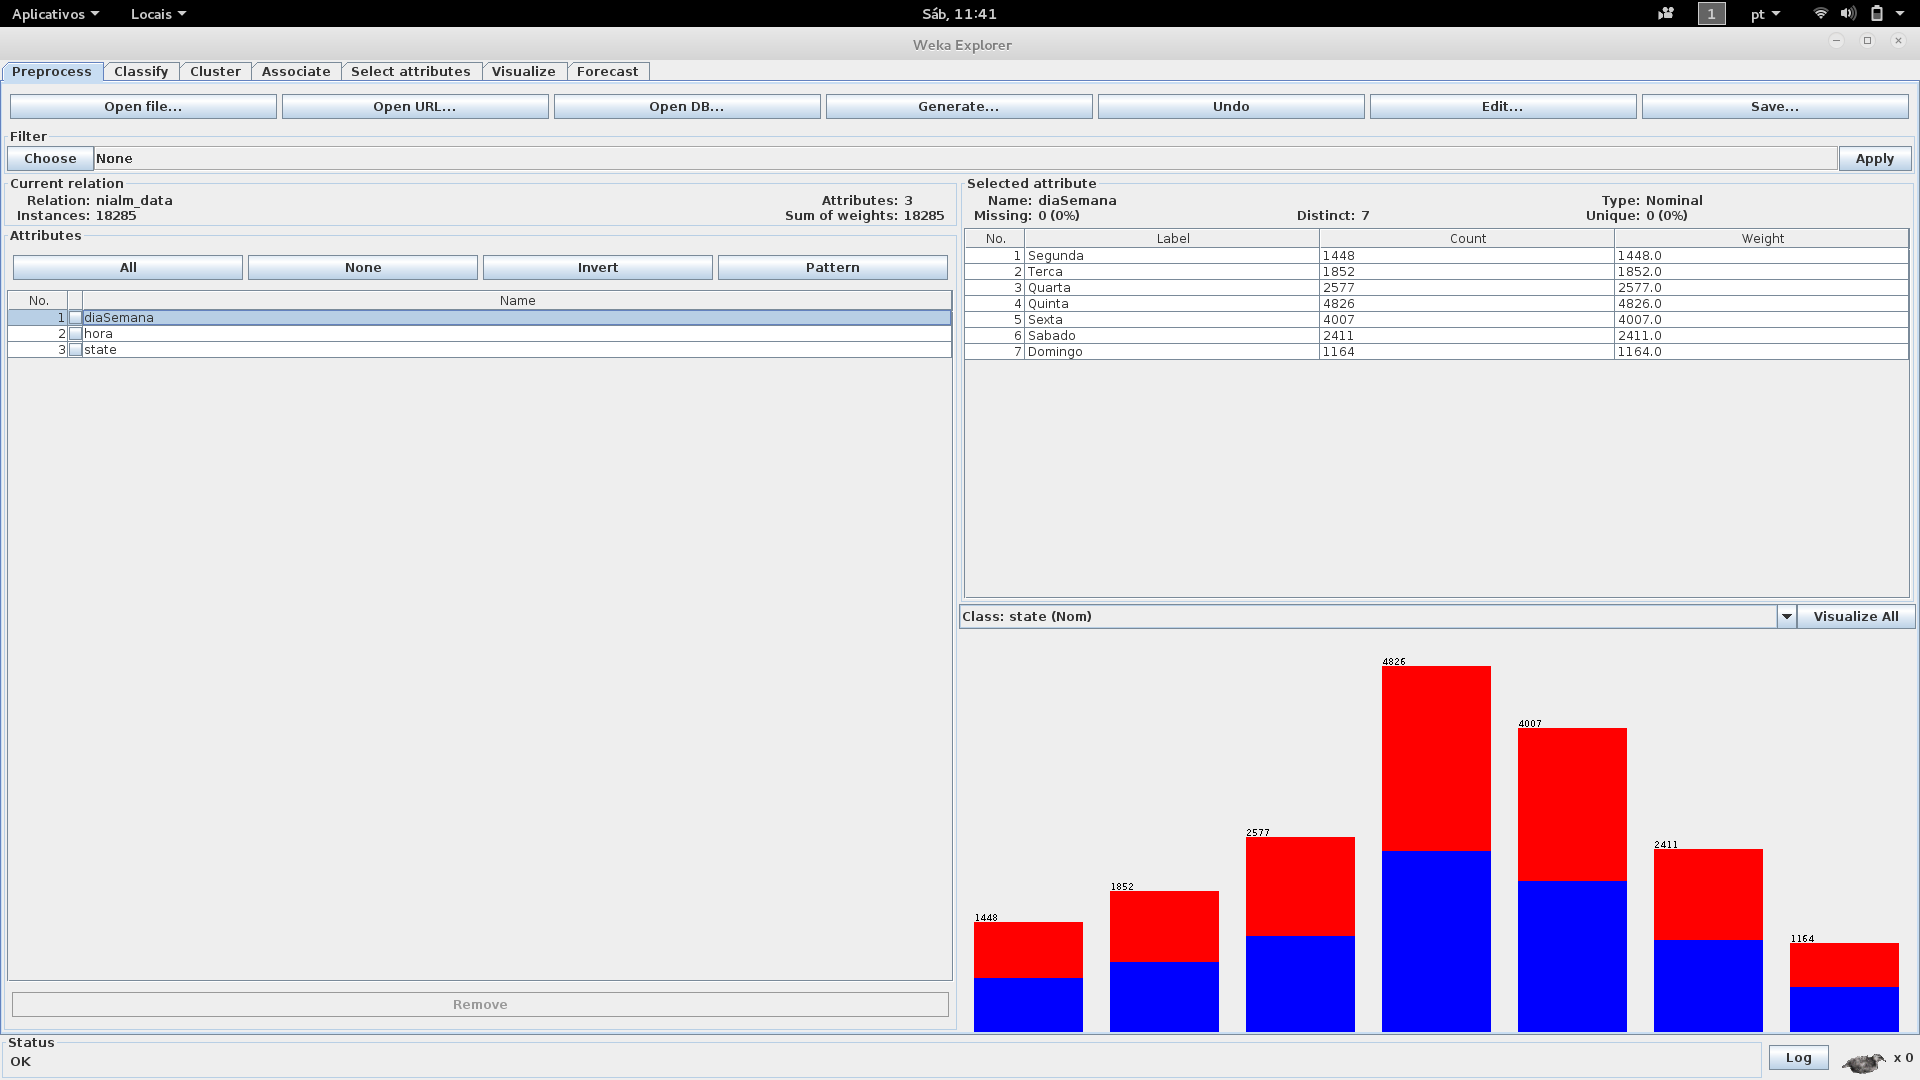 Aplicativos Locais Sáb, 11:41 1 pt
Weka Explorer
Preprocess Classify Cluster Associate Select attributes Visualize Forecast
Open file... Open URL... Open DB... Generate... Undo Edit... Save...
Filter
Choose None Apply
Current relation
Relation: nialm_data Attributes: 3
Instances: 18285 Sum of weights: 18285
Attributes
All None Invert Pattern
No. Name
1 diaSemana
2 hora
3 state
Remove
Selected attribute
Name: diaSemana Type: Nominal
Missing: 0 (0%) Distinct: 7 Unique: 0 (0%)
No. Label Count Weight
1 Segunda 1448 1448.0
2 Terca 1852 1852.0
3 Quarta 2577 2577.0
4 Quinta 4826 4826.0
5 Sexta 4007 4007.0
6 Sabado 2411 2411.0
7 Domingo 1164 1164.0
Class: state (Nom) Visualize All
4826
4007
2577
2411
1852
1448
1164
Status
OK
Log x 0